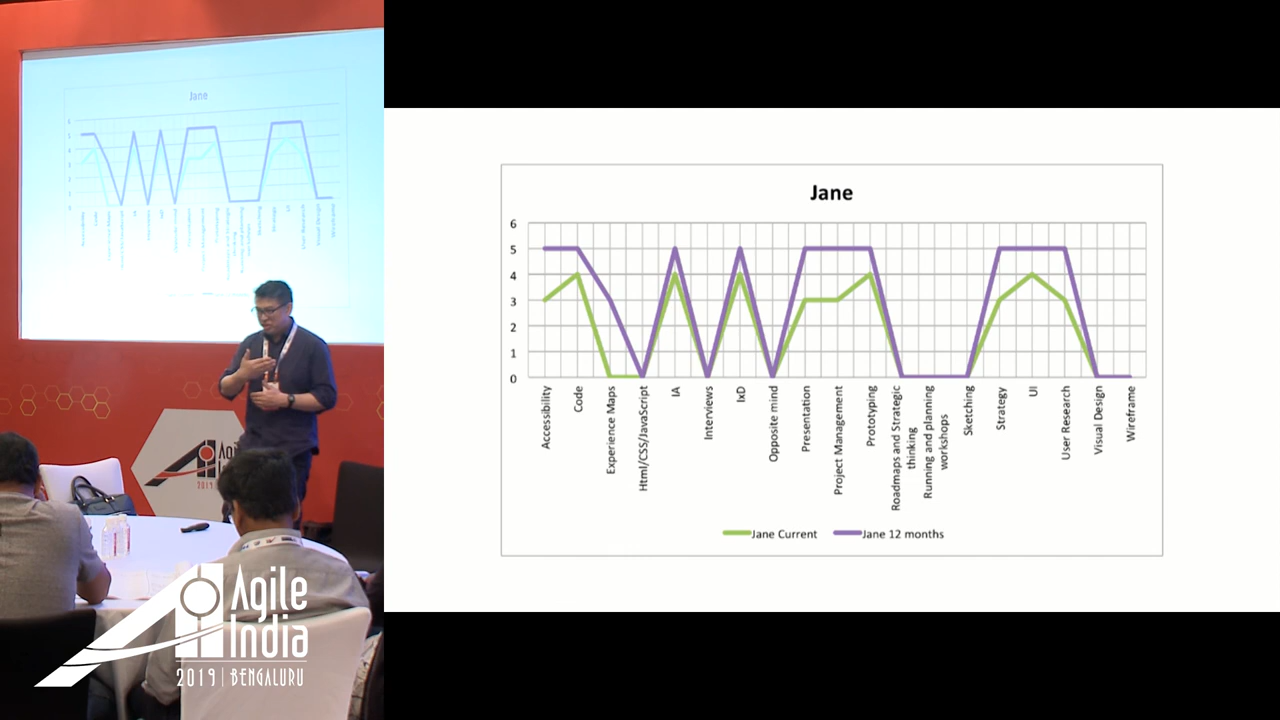 Jane
Jane
6
5
4
3
2
1
0
Accessibility
Code
Experience Maps
Html/CSS/JavaScript
IA
Interviews
IxD
Opposite mind
Presentation
Project Management
Prototyping
Roadmaps and Strategic
thinking
Running and planning
workshops
Sketching
Strategy
UI
User Research
Visual Design
Wireframe
Jane Current
Jane 12 months
Agile
India
2019 | BENGALURU